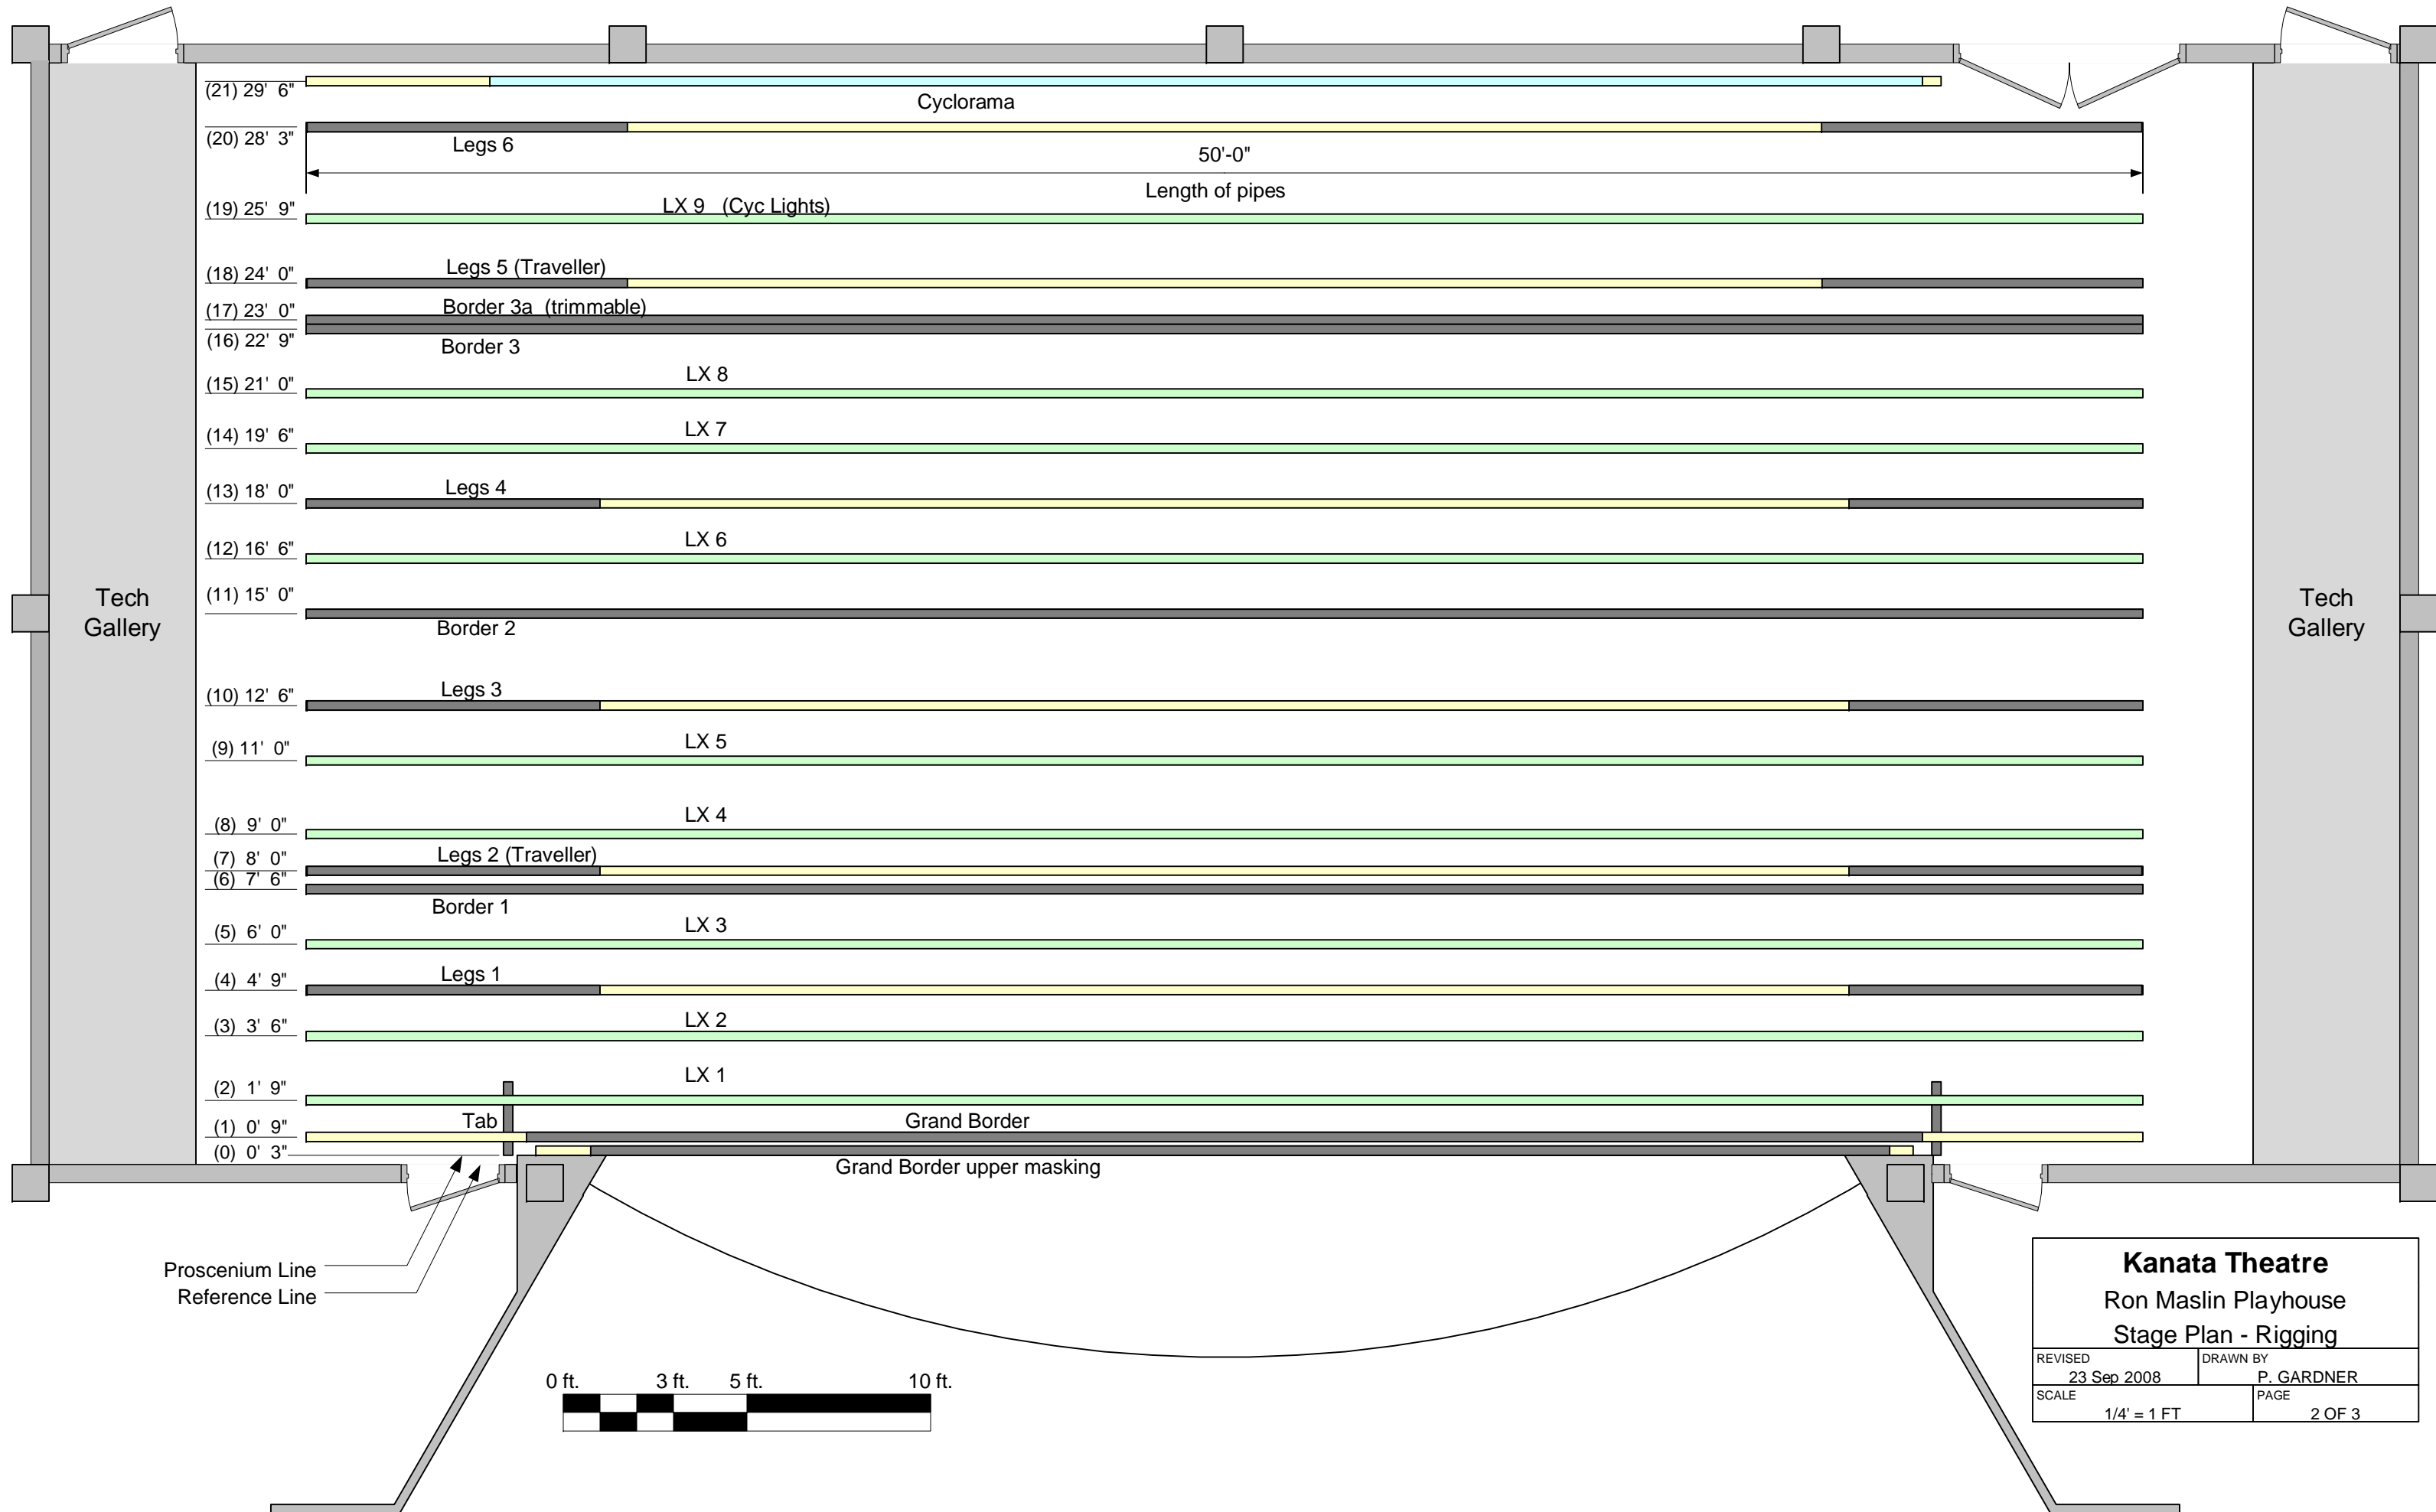 (21) 29' 6"
Cyclorama
(20) 28' 3"
Legs 6
50'-0"
Length of pipes
(19) 25' 9"
LX 9 (Cyc Lights)
(18) 24' 0"
Legs 5 (Traveller)
(17) 23' 0"
Border 3a (trimmable)
(16) 22' 9"
Border 3
(15) 21' 0"
LX 8
(14) 19' 6"
LX 7
(13) 18' 0"
Legs 4
(12) 16' 6"
LX 6
Tech
Gallery
(11) 15' 0"
Border 2
Tech
Gallery
(10) 12' 6"
Legs 3
(9) 11' 0"
LX 5
(8) 9' 0"
LX 4
(7) 8' 0"
Legs 2 (Traveller)
(6) 7' 6"
Border 1
(5) 6' 0"
LX 3
(4) 4' 9"
Legs 1
(3) 3' 6"
LX 2
(2) 1' 9"
LX 1
(1) 0' 9"
Tab
Grand Border
(0) 0' 3"
Grand Border upper masking
Proscenium Line
Reference Line
0 ft. 3 ft. 5 ft. 10 ft.
Kanata Theatre
Ron Maslin Playhouse
Stage Plan - Rigging
REVISED
23 Sep 2008
DRAWN BY
P. GARDNER
SCALE
1/4' = 1 FT
PAGE
2 OF 3